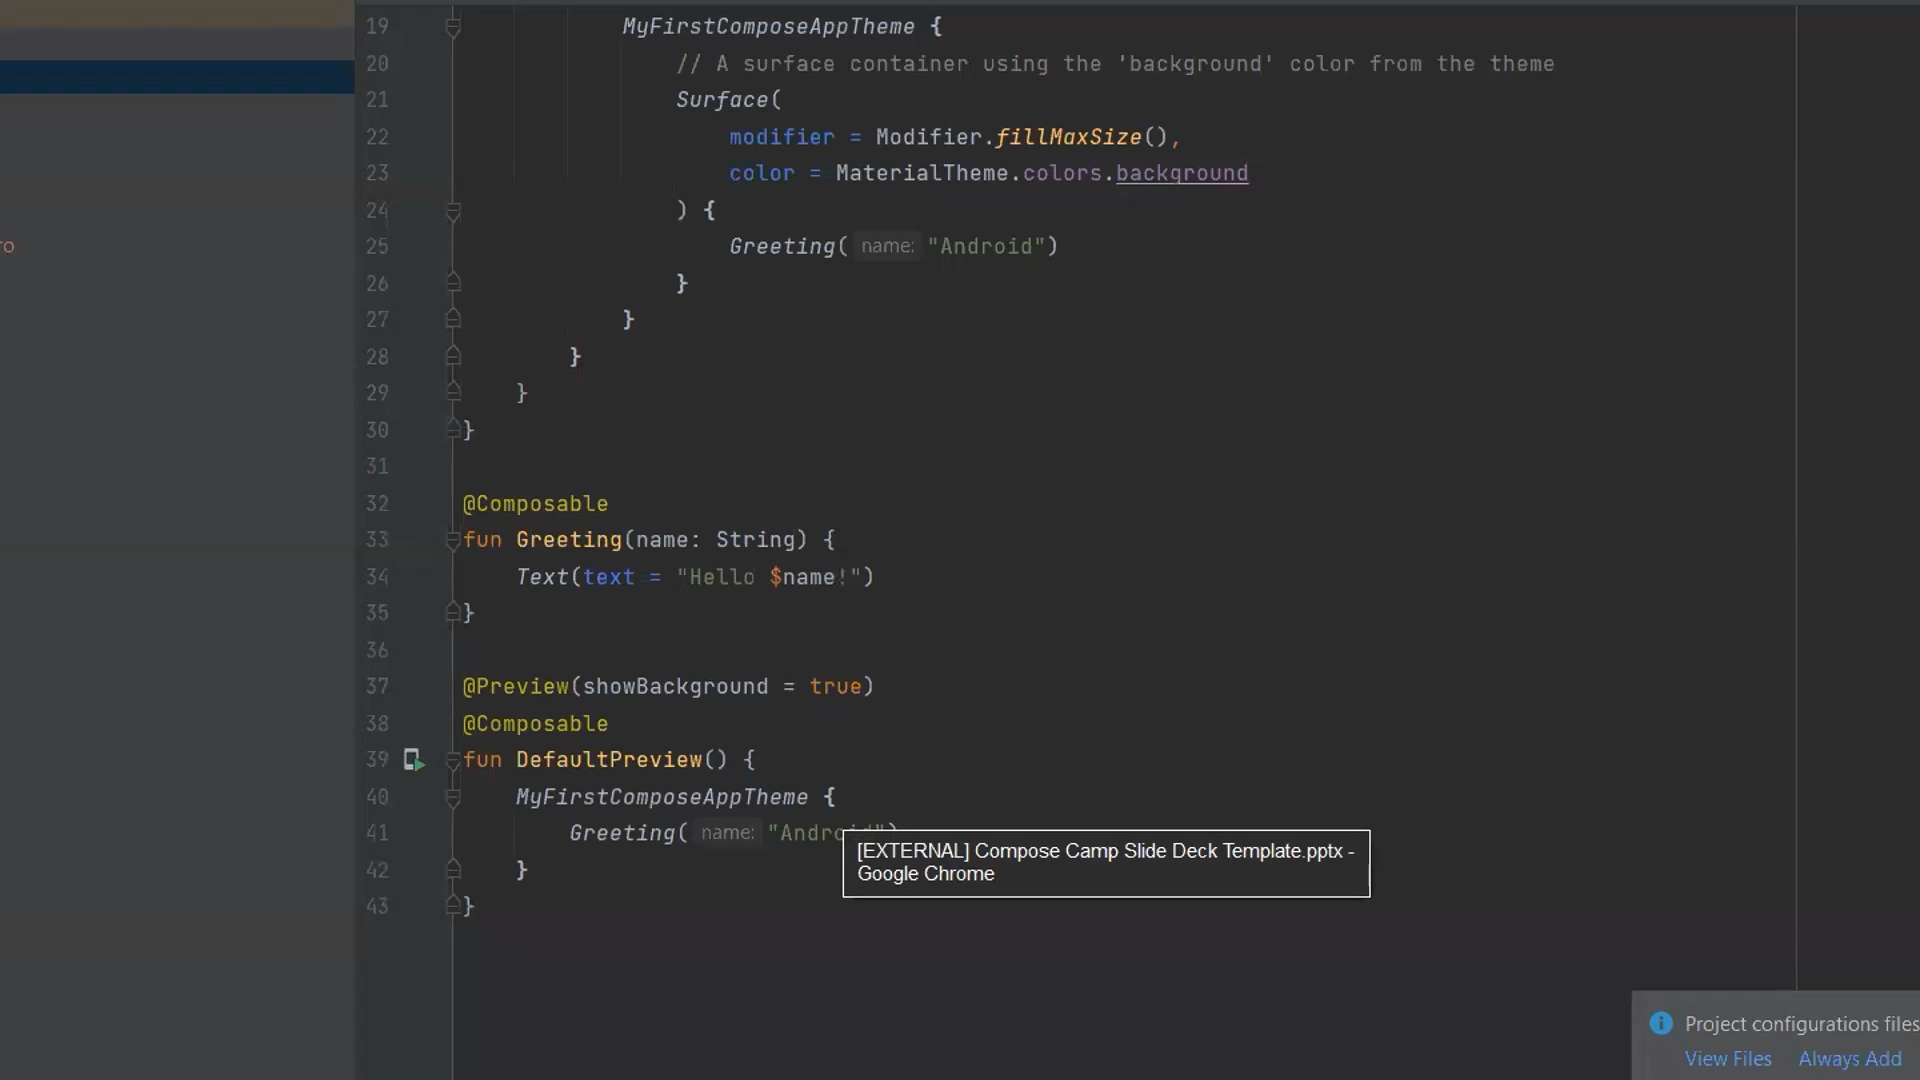 19 MyFirstComposeAppTheme {
20 // A surface container using the 'background' color from the theme
21 Surface(
22 modifier = Modifier.fillMaxSize(),
23 color = MaterialTheme.colors.background
24 ) {
25 Greeting( name: "Android")
26 }
27 }
28 }
29 }
30 }
31
32 @Composable
33 fun Greeting(name: String) {
34 Text(text = "Hello $name!")
35 }
36
37 @Preview(showBackground = true)
38 @Composable
39 fun DefaultPreview() {
40 MyFirstComposeAppTheme {
41 Greeting( name: "Android")
42 }
43 }
ro
[EXTERNAL] Compose Camp Slide Deck Template.pptx -
Google Chrome
Project configurations files
View Files Always Add